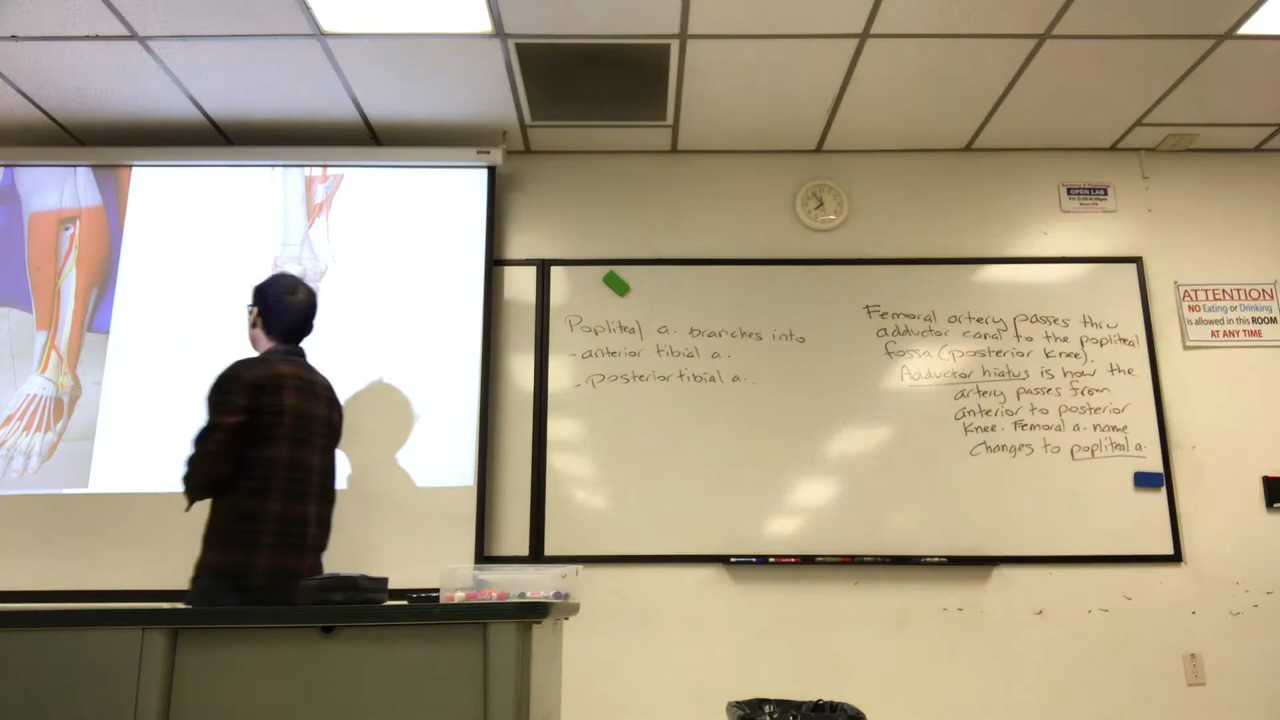 Popliteal a. branches into
- anterior tibial a.
- posterior tibial a.
Femoral artery passes thru
adductor canal to the popliteal
fossa (posterior knee).
Adductor hiatus is how the
artery passes from
anterior to posterior
Knee. Femoral a. name
Changes to popliteal a.
OPEN LAB
ATTENTION
NO Eating or Drinking
is allowed in this ROOM
AT ANY TIME